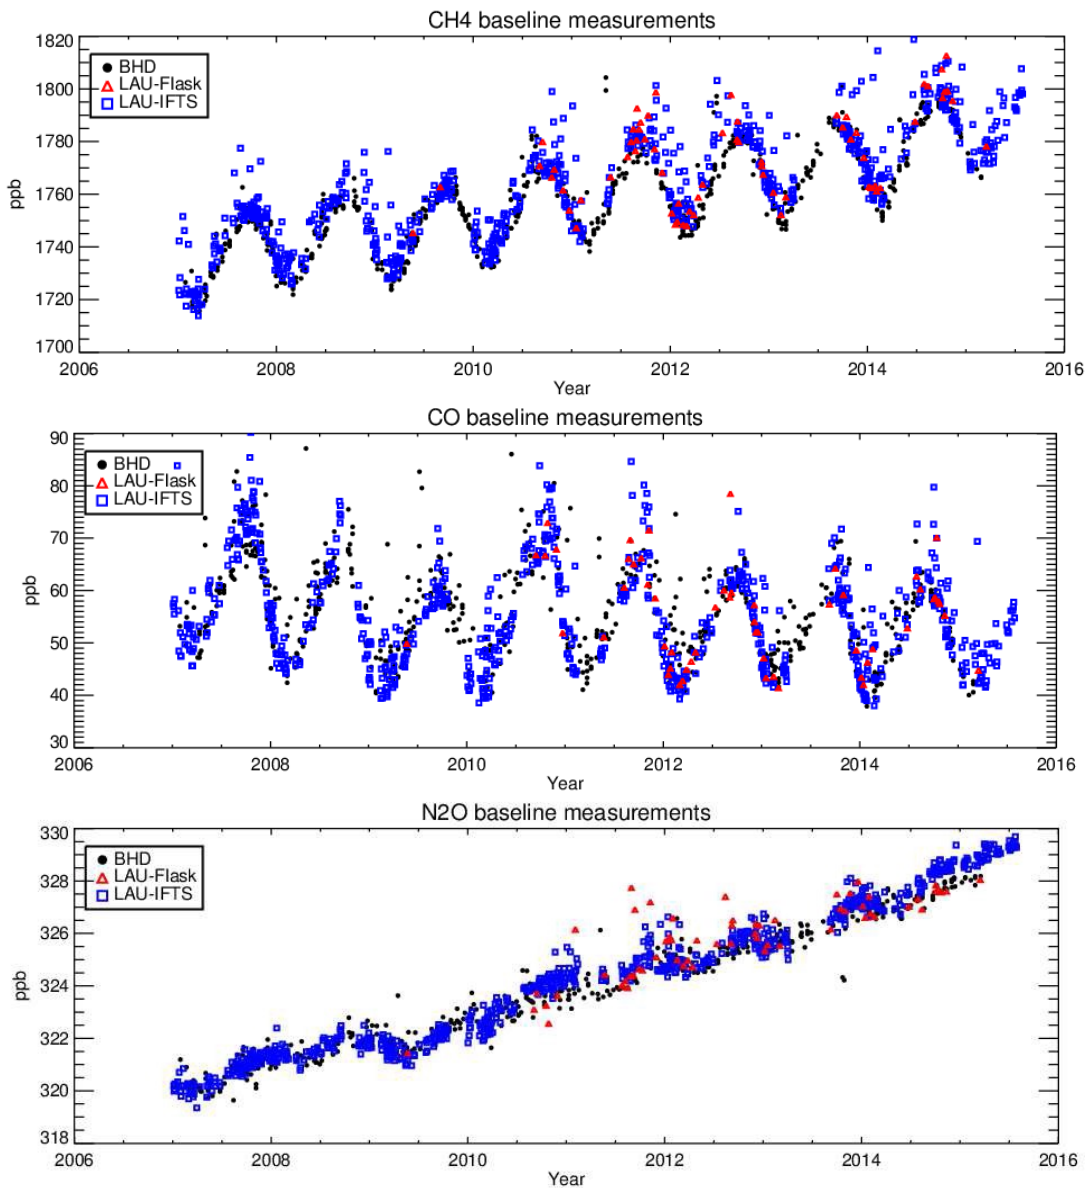 CH4 baseline measurements
1820
1800
1780
1760
1740
1720
1700
ppb
BHD
LAU-Flask
LAU-IFTS
2006 2008 2010 2012 2014 2016
Year
CO baseline measurements
90
80
70
60
50
40
30
ppb
BHD
LAU-Flask
LAU-IFTS
2006 2008 2010 2012 2014 2016
Year
N2O baseline measurements
330
328
326
324
322
320
318
ppb
BHD
LAU-Flask
LAU-IFTS
2006 2008 2010 2012 2014 2016
Year